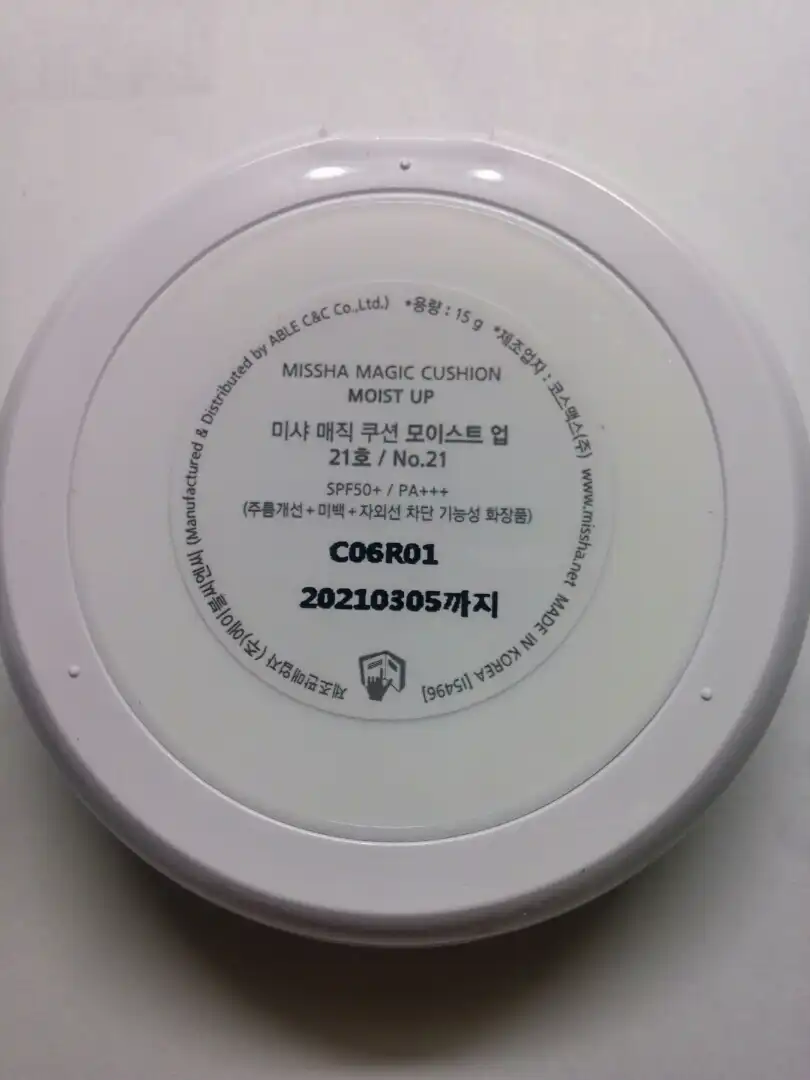 MISSHA MAGIC CUSHION
MOIST UP
미샤 매직 쿠션 모이스트 업
21호 / No.21
SPF50+ / PA+++
(주름개선+미백+자외선 차단 기능성 화장품)
C06R01
20210305까지
제조판매업자 (주)에이블씨엔씨 (Manufactured & Distributed by ABLE C&C Co.,Ltd.) *용량 : 15 g *제조업자 : 코스맥스(주) www.missha.net MADE IN KOREA [15496]